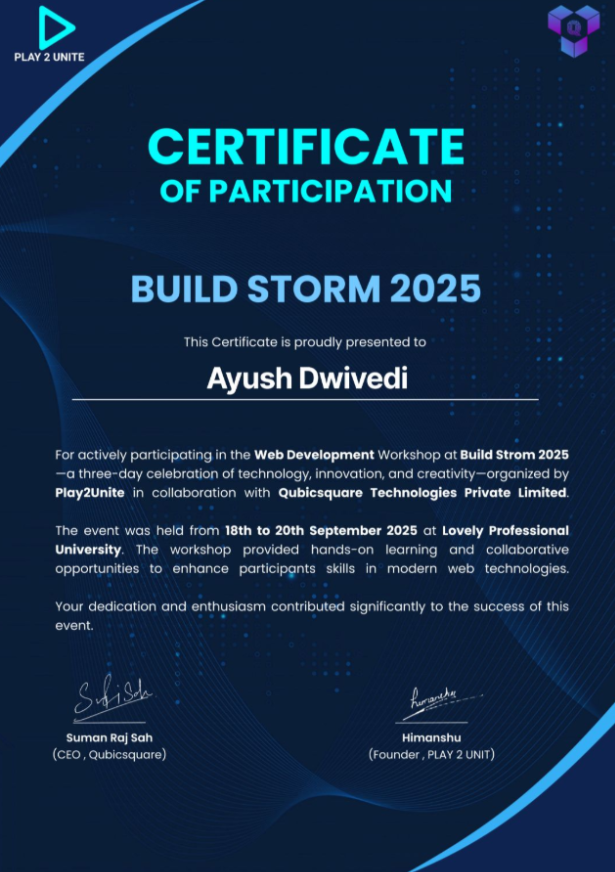 PLAY 2 UNITE
Q
CERTIFICATE
OF PARTICIPATION
BUILD STORM 2025
This Certificate is proudly presented to
Ayush Dwivedi
For actively participating in the Web Development Workshop at Build Strom 2025
—a three-day celebration of technology, innovation, and creativity—organized by
Play2Unite in collaboration with Qubicsquare Technologies Private Limited.
The event was held from 18th to 20th September 2025 at Lovely Professional
University. The workshop provided hands-on learning and collaborative
opportunities to enhance participants skills in modern web technologies.
Your dedication and enthusiasm contributed significantly to the success of this
event.
Himanshu
Suman Raj Sah
Himanshu
(CEO , Qubicsquare)
(Founder , PLAY 2 UNIT)